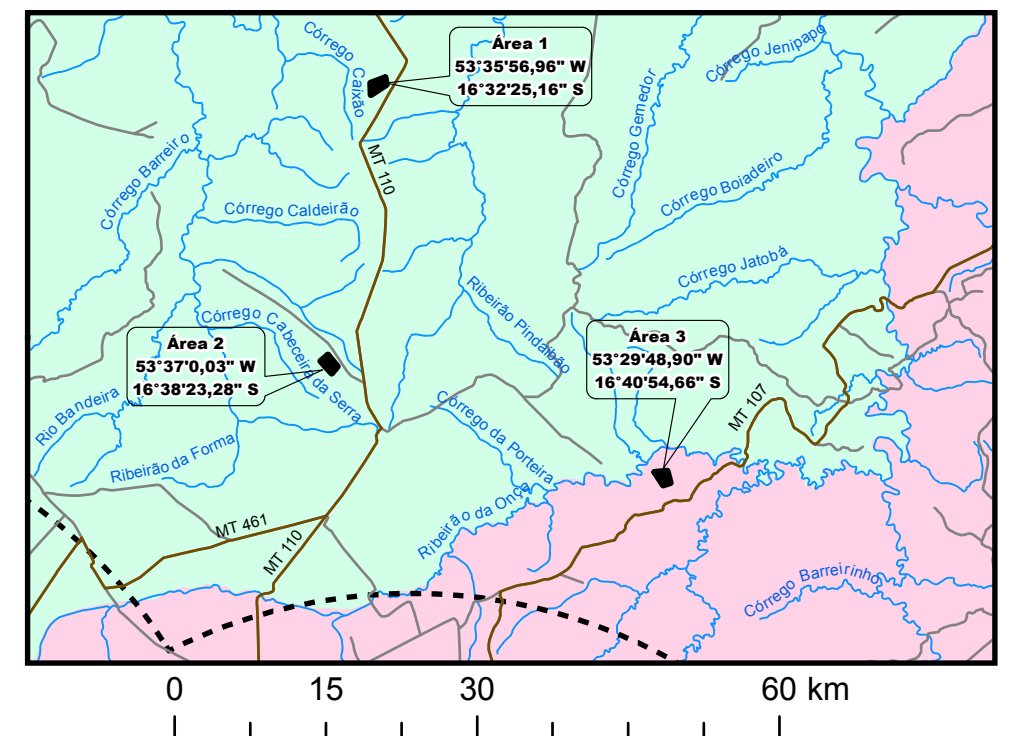 Córrego Caixão
Área 1
53°35'56,96" W
16°32'25,16" S
Córrego Jenipapo
Córrego Gemedor
Córrego Barreiro
MT 110
Córrego Boiadeiro
Córrego Caldeirão
Córrego Jatobá
Ribeirão Pindaibão
Córrego Cabeceira da Serra
Área 2
53°37'0,03" W
16°38'23,28" S
Área 3
53°29'48,90" W
16°40'54,66" S
Rio Bandeira
MT 107
Córrego da Porteira
Ribeirão da Forma
Ribeirão da Onça
MT 461
MT 110
Córrego Barreirinho
0 15 30 60 km